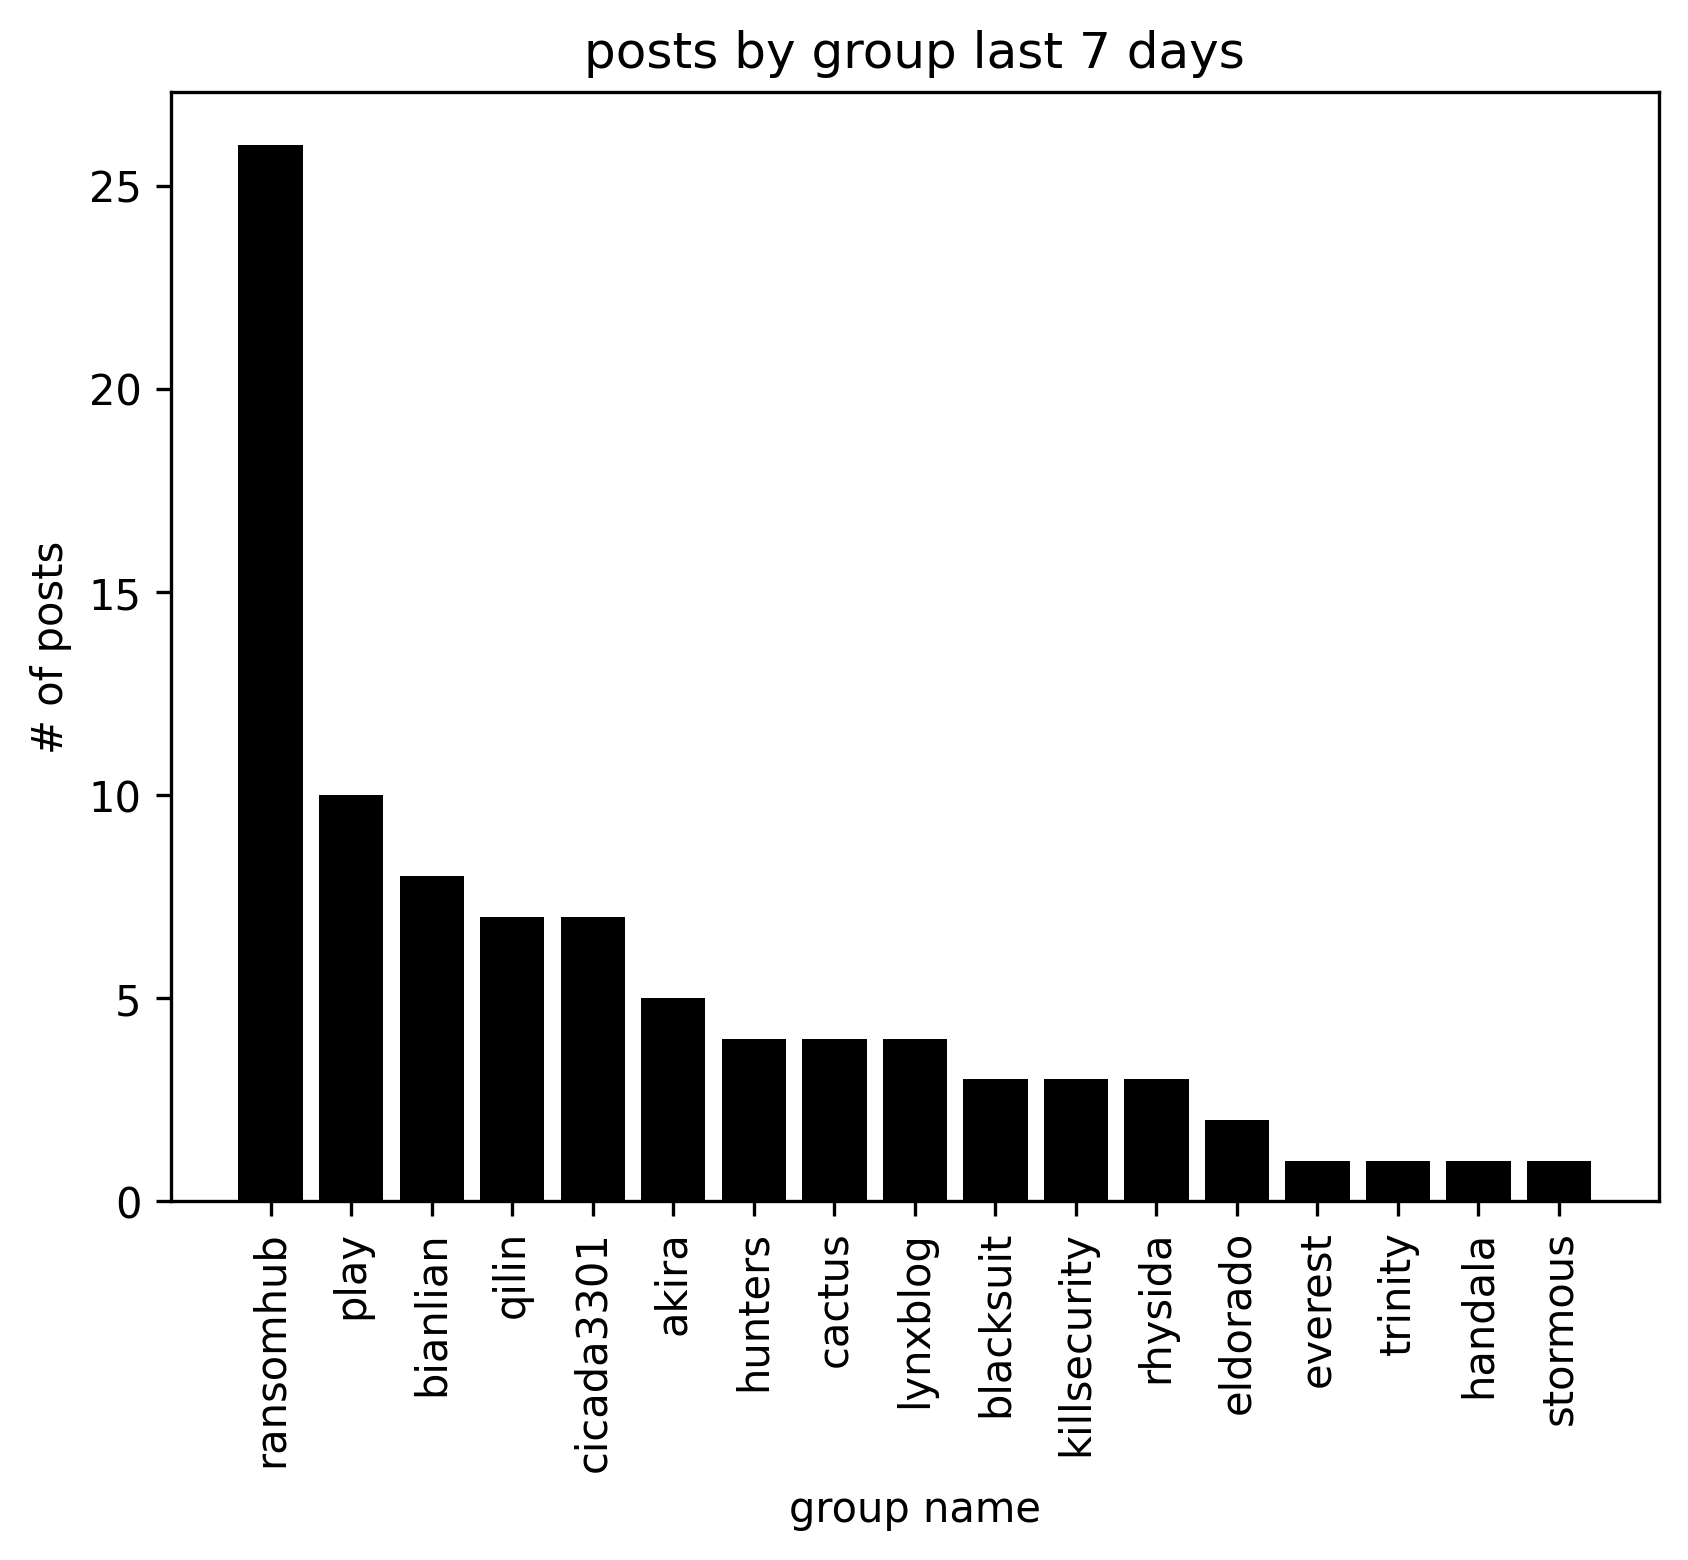 posts by group last 7 days
# of posts
25
20
15
10
5
0
ransomhub
play
bianlian
qilin
cicada3301
akira
hunters
cactus
lynxblog
blacksuit
killsecurity
rhysida
eldorado
everest
trinity
handala
stormous
group name